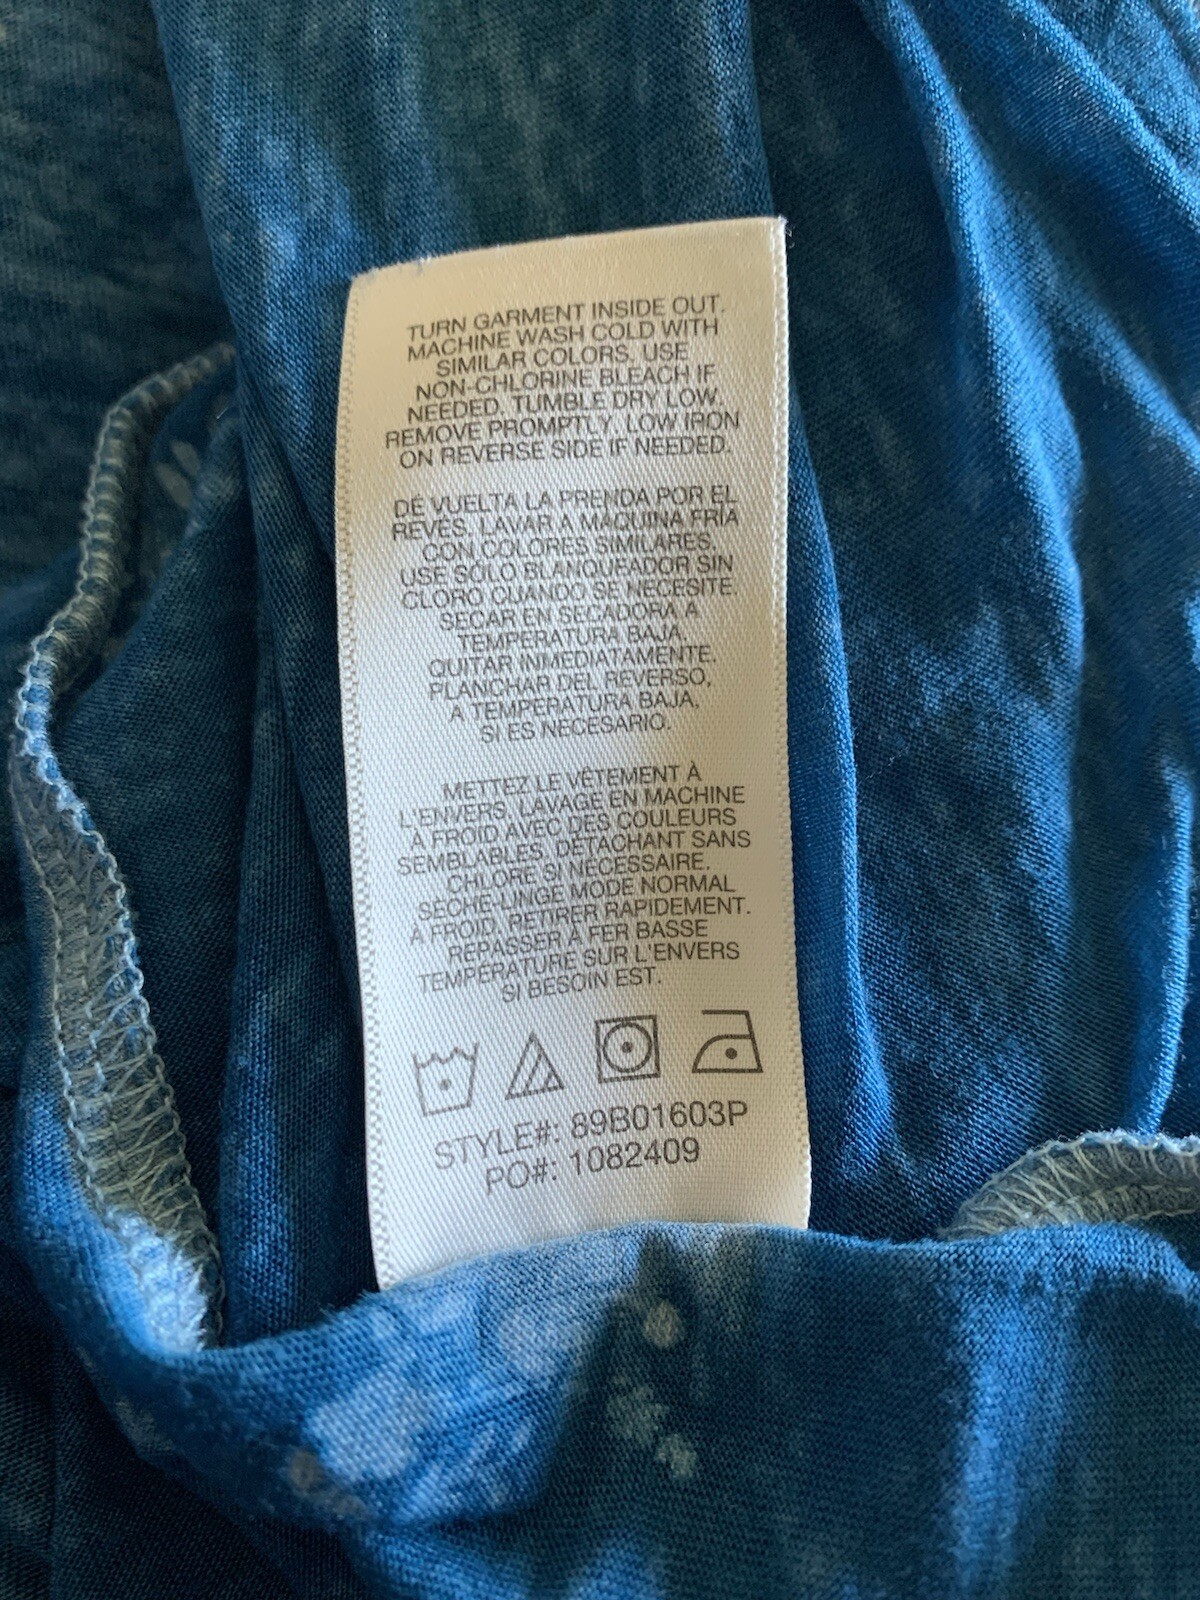 TURN GARMENT INSIDE OUT.
MACHINE WASH COLD WITH
SIMILAR COLORS. USE
NON-CHLORINE BLEACH IF
NEEDED. TUMBLE DRY LOW.
REMOVE PROMPTLY. LOW IRON
ON REVERSE SIDE IF NEEDED.
DÉ VUELTA LA PRENDA POR EL
REVÉS, LAVAR A MÁQUINA FRÍA
CON COLORES SIMILARES.
USE SÓLO BLANQUEADOR SIN
CLORO CUANDO SE NECESITE.
SECAR EN SECADORA A
TEMPERATURA BAJA.
QUITAR INMEDIATAMENTE.
PLANCHAR DEL REVERSO,
A TEMPERATURA BAJA,
SI ES NECESARIO.
METTEZ LE VÊTEMENT À
L'ENVERS, LAVAGE EN MACHINE
À FROID AVEC DES COULEURS
SEMBLABLES, DÉTACHANT SANS
CHLORE SI NÉCESSAIRE.
SÈCHE-LINGE MODE NORMAL
À FROID, RETIRER RAPIDEMENT.
REPASSER À FER BASSE
TEMPÉRATURE SUR L'ENVERS
SI BESOIN EST.
STYLE#: 89B01603P
PO#: 1082409